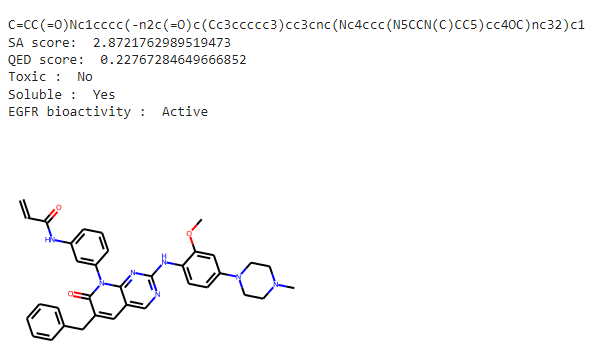 C=CC(=O)Nc1cccc(-n2c(=O)c(Cc3ccccc3)cc3cnc(Nc4ccc(N5CCN(C)CC5)cc4OC)nc32)c1
SA score:  2.8721762989519473
QED score:  0.22767284649666852
Toxic :  No
Soluble :  Yes
EGFR bioactivity :  Active
O
HN
O
H
N
N
N
N
N
N
O